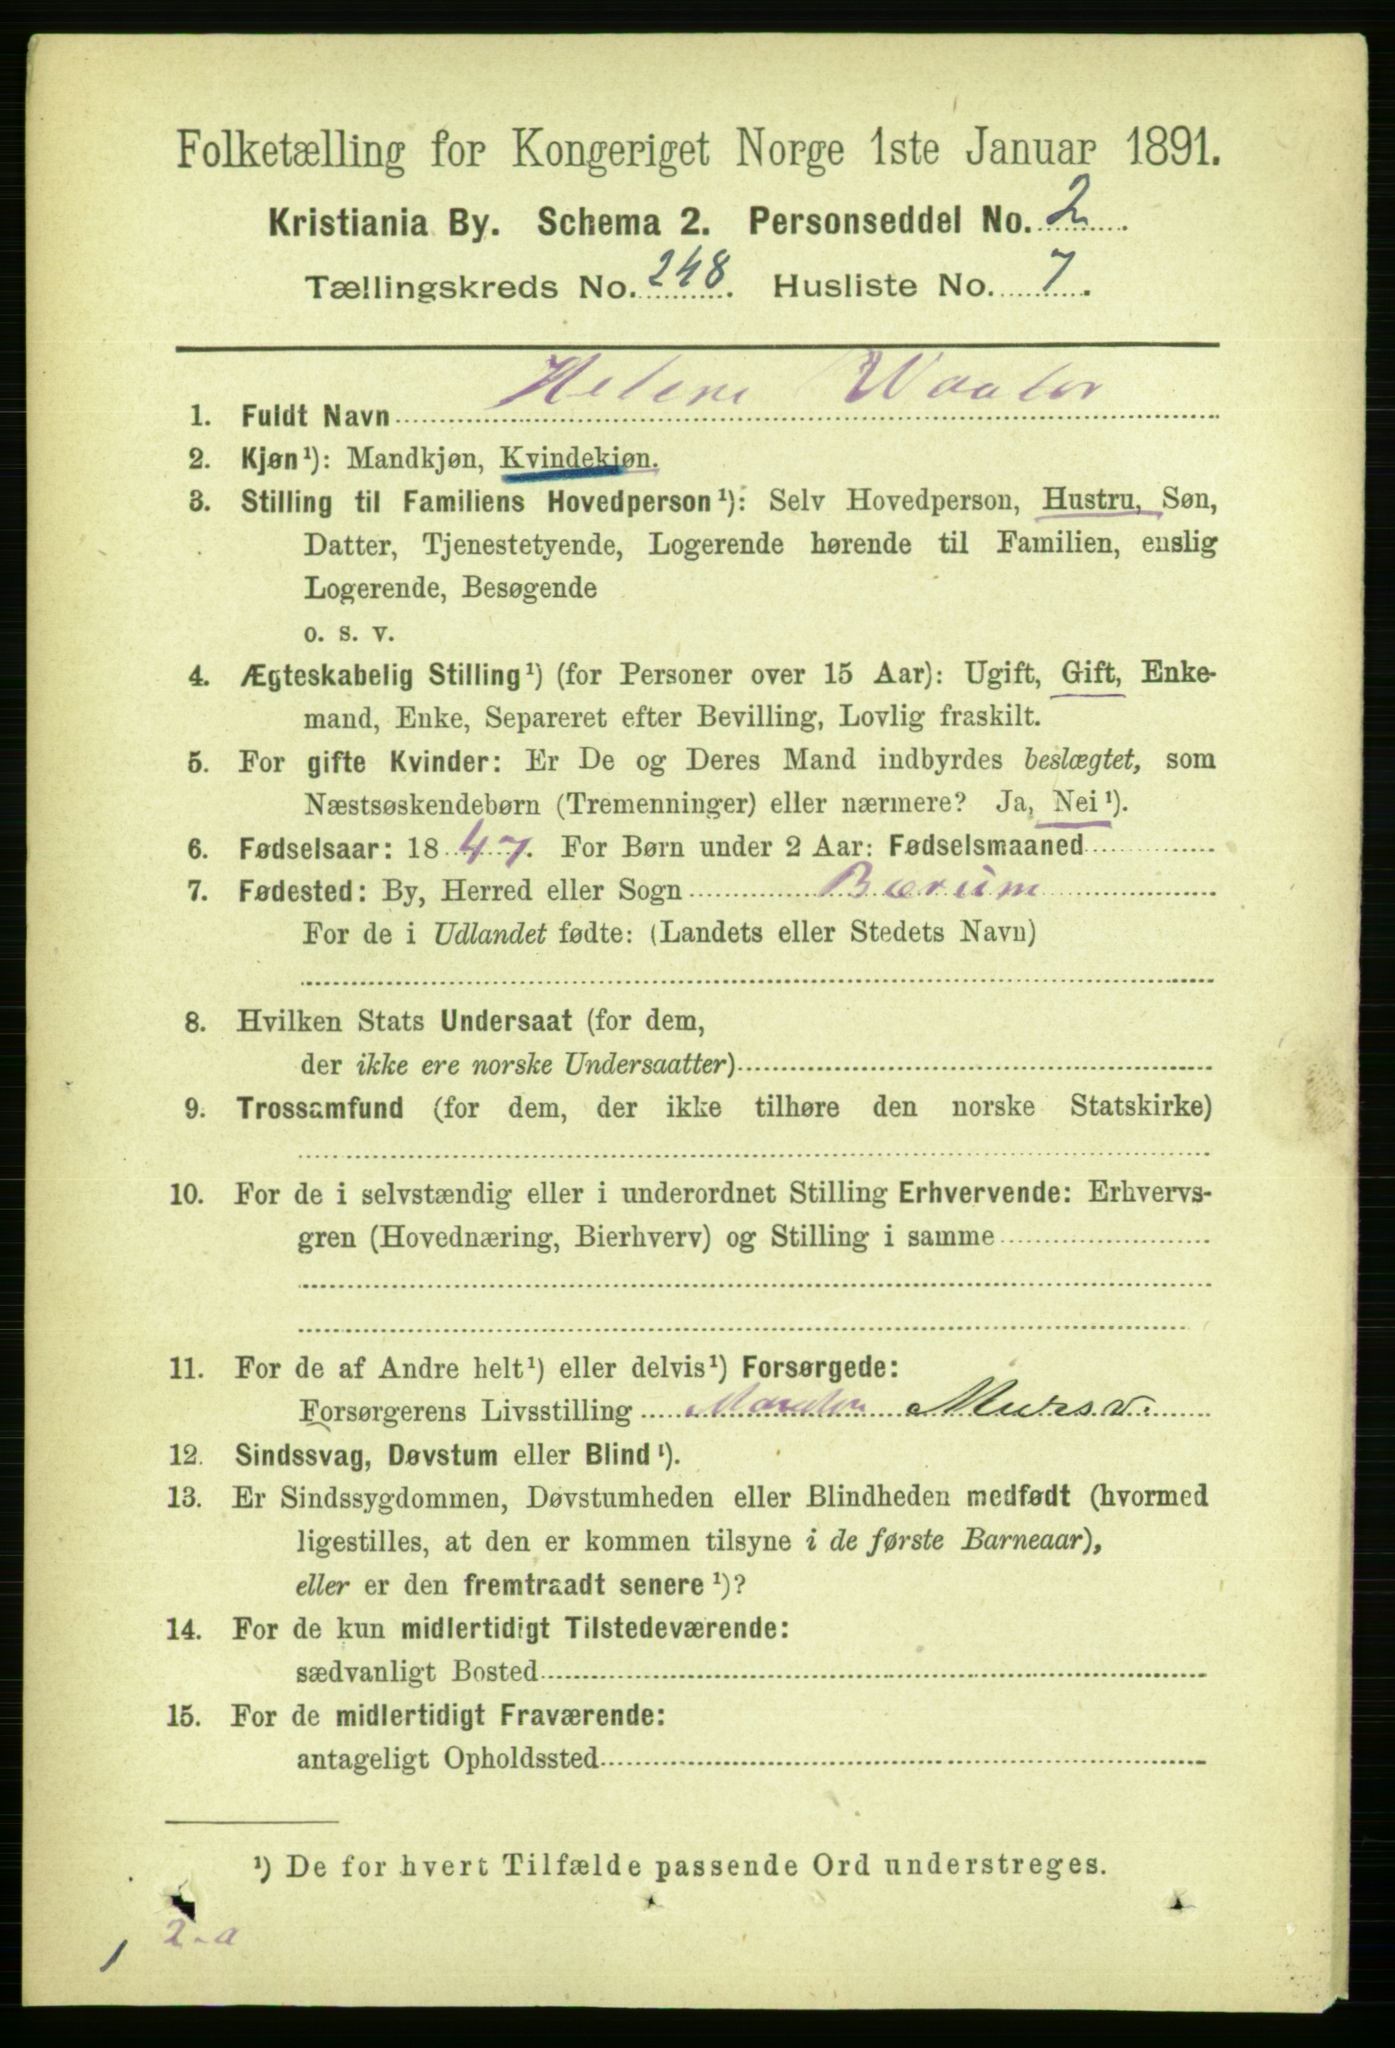 Folketælling for Kongeriget Norge 1ste Januar 1891.
Kristiania By. Schema 2. Personseddel No. 2.
Tællingskreds No. 248. Husliste No. 7.
1. Fuldt Navn Helene Waaler
2. Kjøn¹): Mandkjøn, Kvindekjøn.
3. Stilling til Familiens Hovedperson¹): Selv Hovedperson, Hustru, Søn,
Datter, Tjenestetyende, Logerende hørende til Familien, enslig
Logerende, Besøgende
o. s. v.
4. Ægteskabelig Stilling¹) (for Personer over 15 Aar): Ugift, Gift, Enke-
mand, Enke, Separeret efter Bevilling, Lovlig fraskilt.
5. For gifte Kvinder: Er De og Deres Mand indbyrdes beslægtet, som
Næstsøskendebørn (Tremenninger) eller nærmere? Ja, Nei¹).
6. Fødselsaar: 1847. For Børn under 2 Aar: Fødselsmaaned
7. Fødested: By, Herred eller Sogn Bærum
For de i Udlandet fødte: (Landets eller Stedets Navn)
8. Hvilken Stats Undersaat (for dem,
der ikke ere norske Undersaatter)
9. Trossamfund (for dem, der ikke tilhøre den norske Statskirke)
10. For de i selvstændig eller i underordnet Stilling Erhvervende: Erhvervs-
gren (Hovednæring, Bierhverv) og Stilling i samme
11. For de af Andre helt¹) eller delvis¹) Forsørgede:
Forsørgerens Livsstilling Murs v.
12. Sindssvag, Døvstum eller Blind¹).
13. Er Sindssygdommen, Døvstumheden eller Blindheden medfødt (hvormed
ligestilles, at den er kommen tilsyne i de første Barneaar),
eller er den fremtraadt senere¹)?
14. For de kun midlertidigt Tilstedeværende:
sædvanligt Bosted
15. For de midlertidigt Fraværende:
antageligt Opholdssted
¹) De for hvert Tilfælde passende Ord understreges.
2-a
1